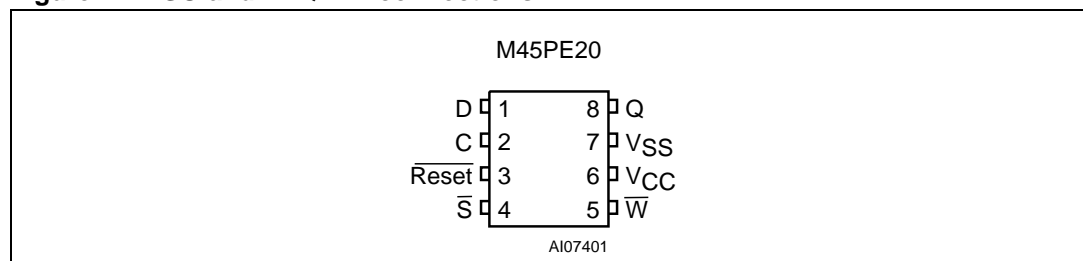 M45PE20
D 1 8 Q
C 2 7 VSS
Reset 3 6 VCC
S 4 5 W
AI07401